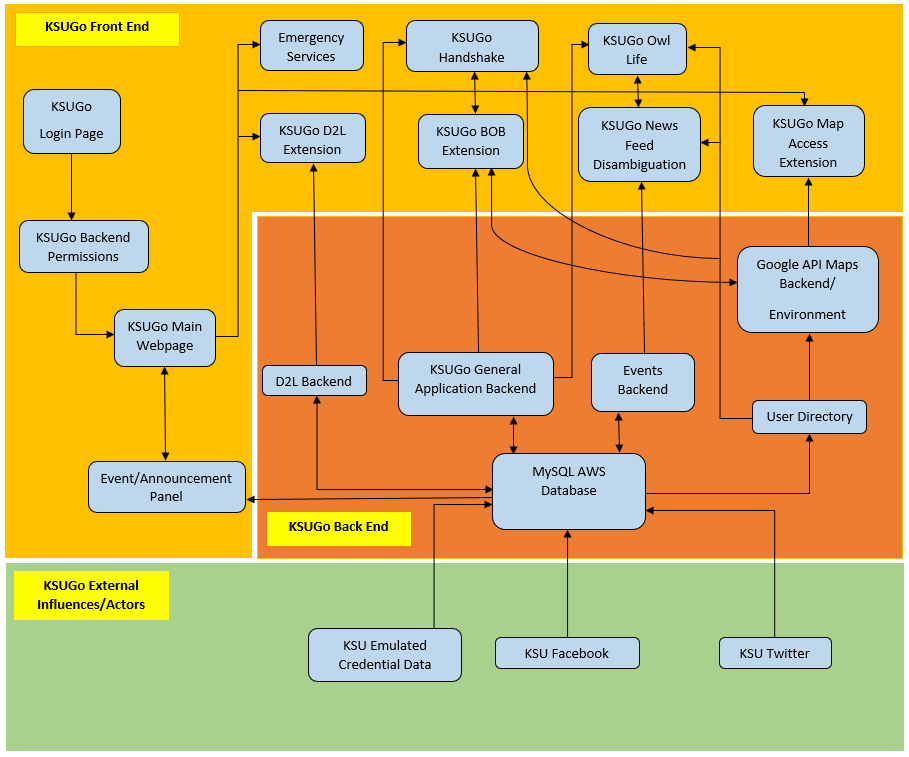 KSUGo Front End
Emergency
Services
KSUGo
Handshake
KSUGo Owl
Life
KSUGo
Login Page
KSUGo D2L
Extension
KSUGo BOB
Extension
KSUGo News
Feed
Disambiguation
KSUGo Map
Access
Extension
KSUGo Backend
Permissions
Google API Maps
Backend/
Environment
KSUGo Main
Webpage
D2L Backend
KSUGo General
Application Backend
Events
Backend
User Directory
Event/Announcement
Panel
MySQL AWS
Database
KSUGo Back End
KSUGo External
Influences/Actors
KSU Emulated
Credential Data
KSU Facebook
KSU Twitter